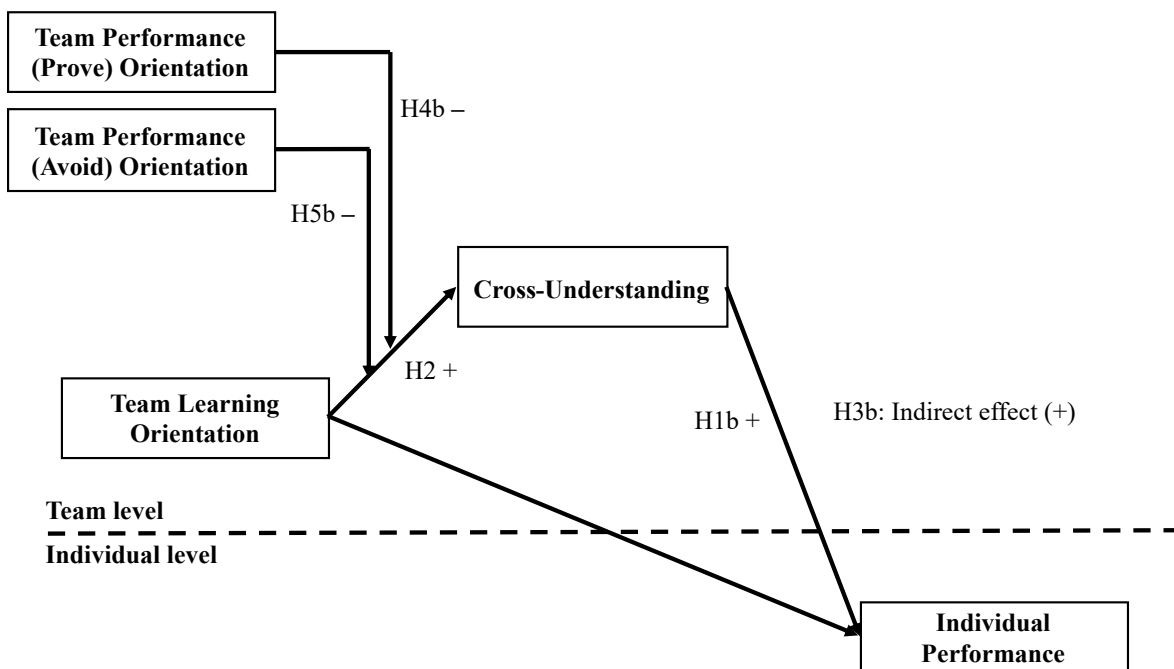 Team Performance
(Prove) Orientation
H4b –
Team Performance
(Avoid) Orientation
H5b –
Cross-Understanding
H2 +
Team Learning
Orientation
H1b +
H3b: Indirect effect (+)
Team level
Individual level
Individual
Performance